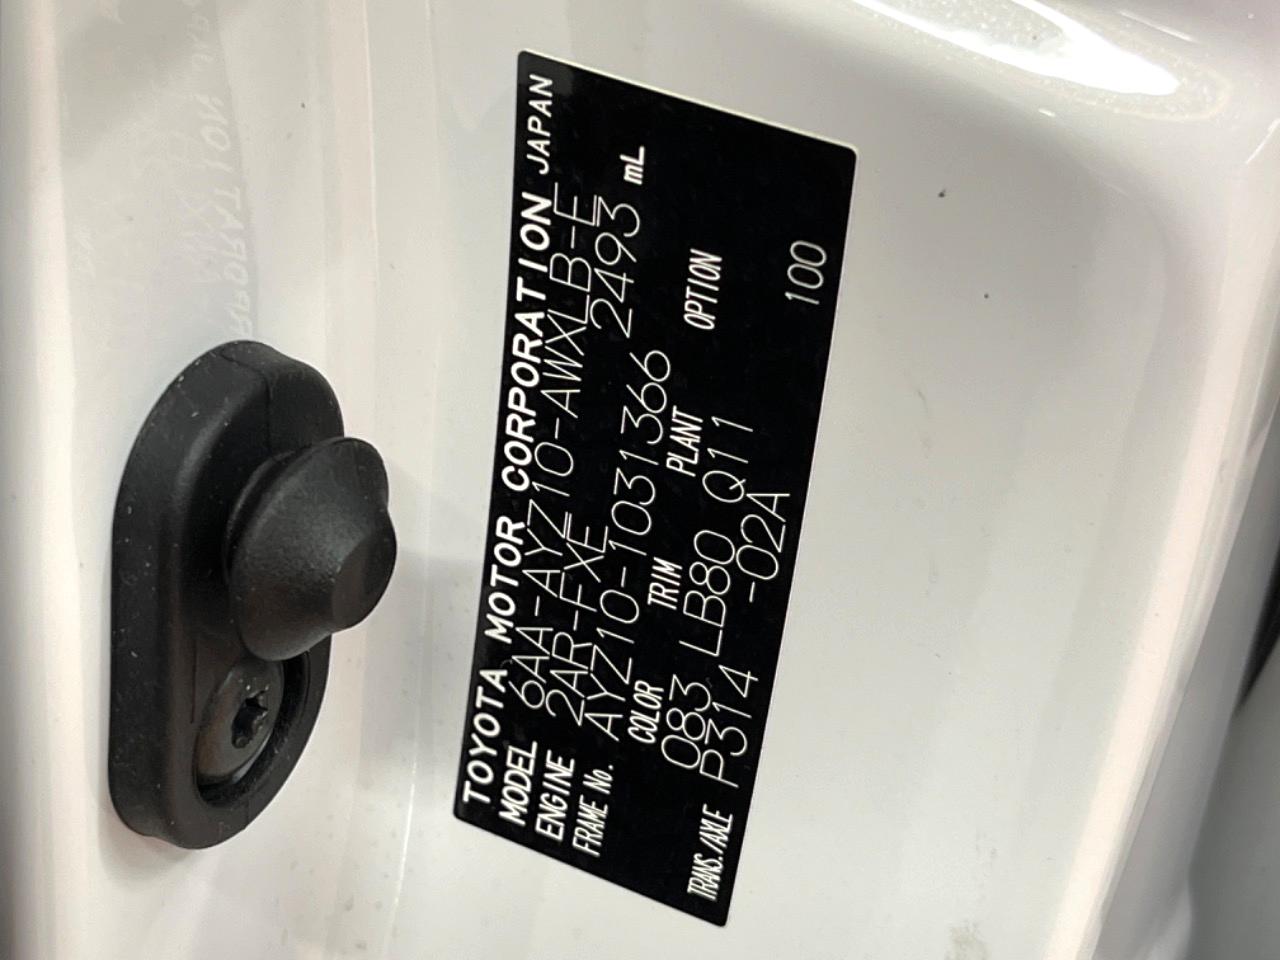 TOYOTA MOTOR CORPORATION JAPAN
MODEL 6AA-AYZ10-AWXLB-E
ENGINE 2AR-FXE 2493 mL
FRAME No. AYZ10-1031366
COLOR TRIM PLANT OPTION
083 LB80 Q11
TRANS./AXLE P314 -02A 100